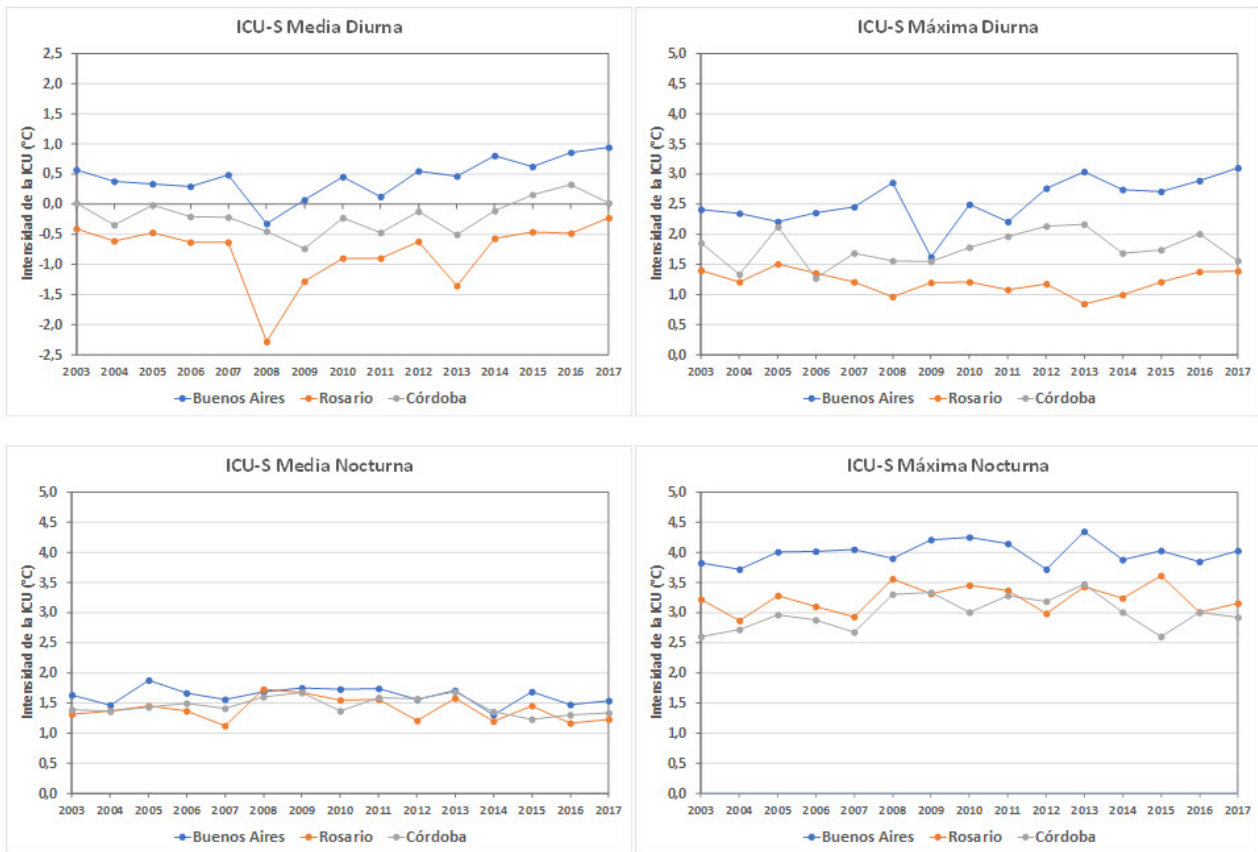 ICU-S Media Diurna
Intensidad de la ICU (°C)
2,5
2,0
1,5
1,0
0,5
0,0
-0,5
-1,0
-1,5
-2,0
-2,5
2003 2004 2005 2006 2007 2008 2009 2010 2011 2012 2013 2014 2015 2016 2017
Buenos Aires Rosario Córdoba
ICU-S Máxima Diurna
Intensidad de la ICU (°C)
5,0
4,5
4,0
3,5
3,0
2,5
2,0
1,5
1,0
0,5
0,0
2003 2004 2005 2006 2007 2008 2009 2010 2011 2012 2013 2014 2015 2016 2017
Buenos Aires Rosario Córdoba
ICU-S Media Nocturna
Intensidad de la ICU (°C)
5,0
4,5
4,0
3,5
3,0
2,5
2,0
1,5
1,0
0,5
0,0
2003 2004 2005 2006 2007 2008 2009 2010 2011 2012 2013 2014 2015 2016 2017
Buenos Aires Rosario Córdoba
ICU-S Máxima Nocturna
Intensidad de la ICU (°C)
5,0
4,5
4,0
3,5
3,0
2,5
2,0
1,5
1,0
0,5
0,0
2003 2004 2005 2006 2007 2008 2009 2010 2011 2012 2013 2014 2015 2016 2017
Buenos Aires Rosario Córdoba